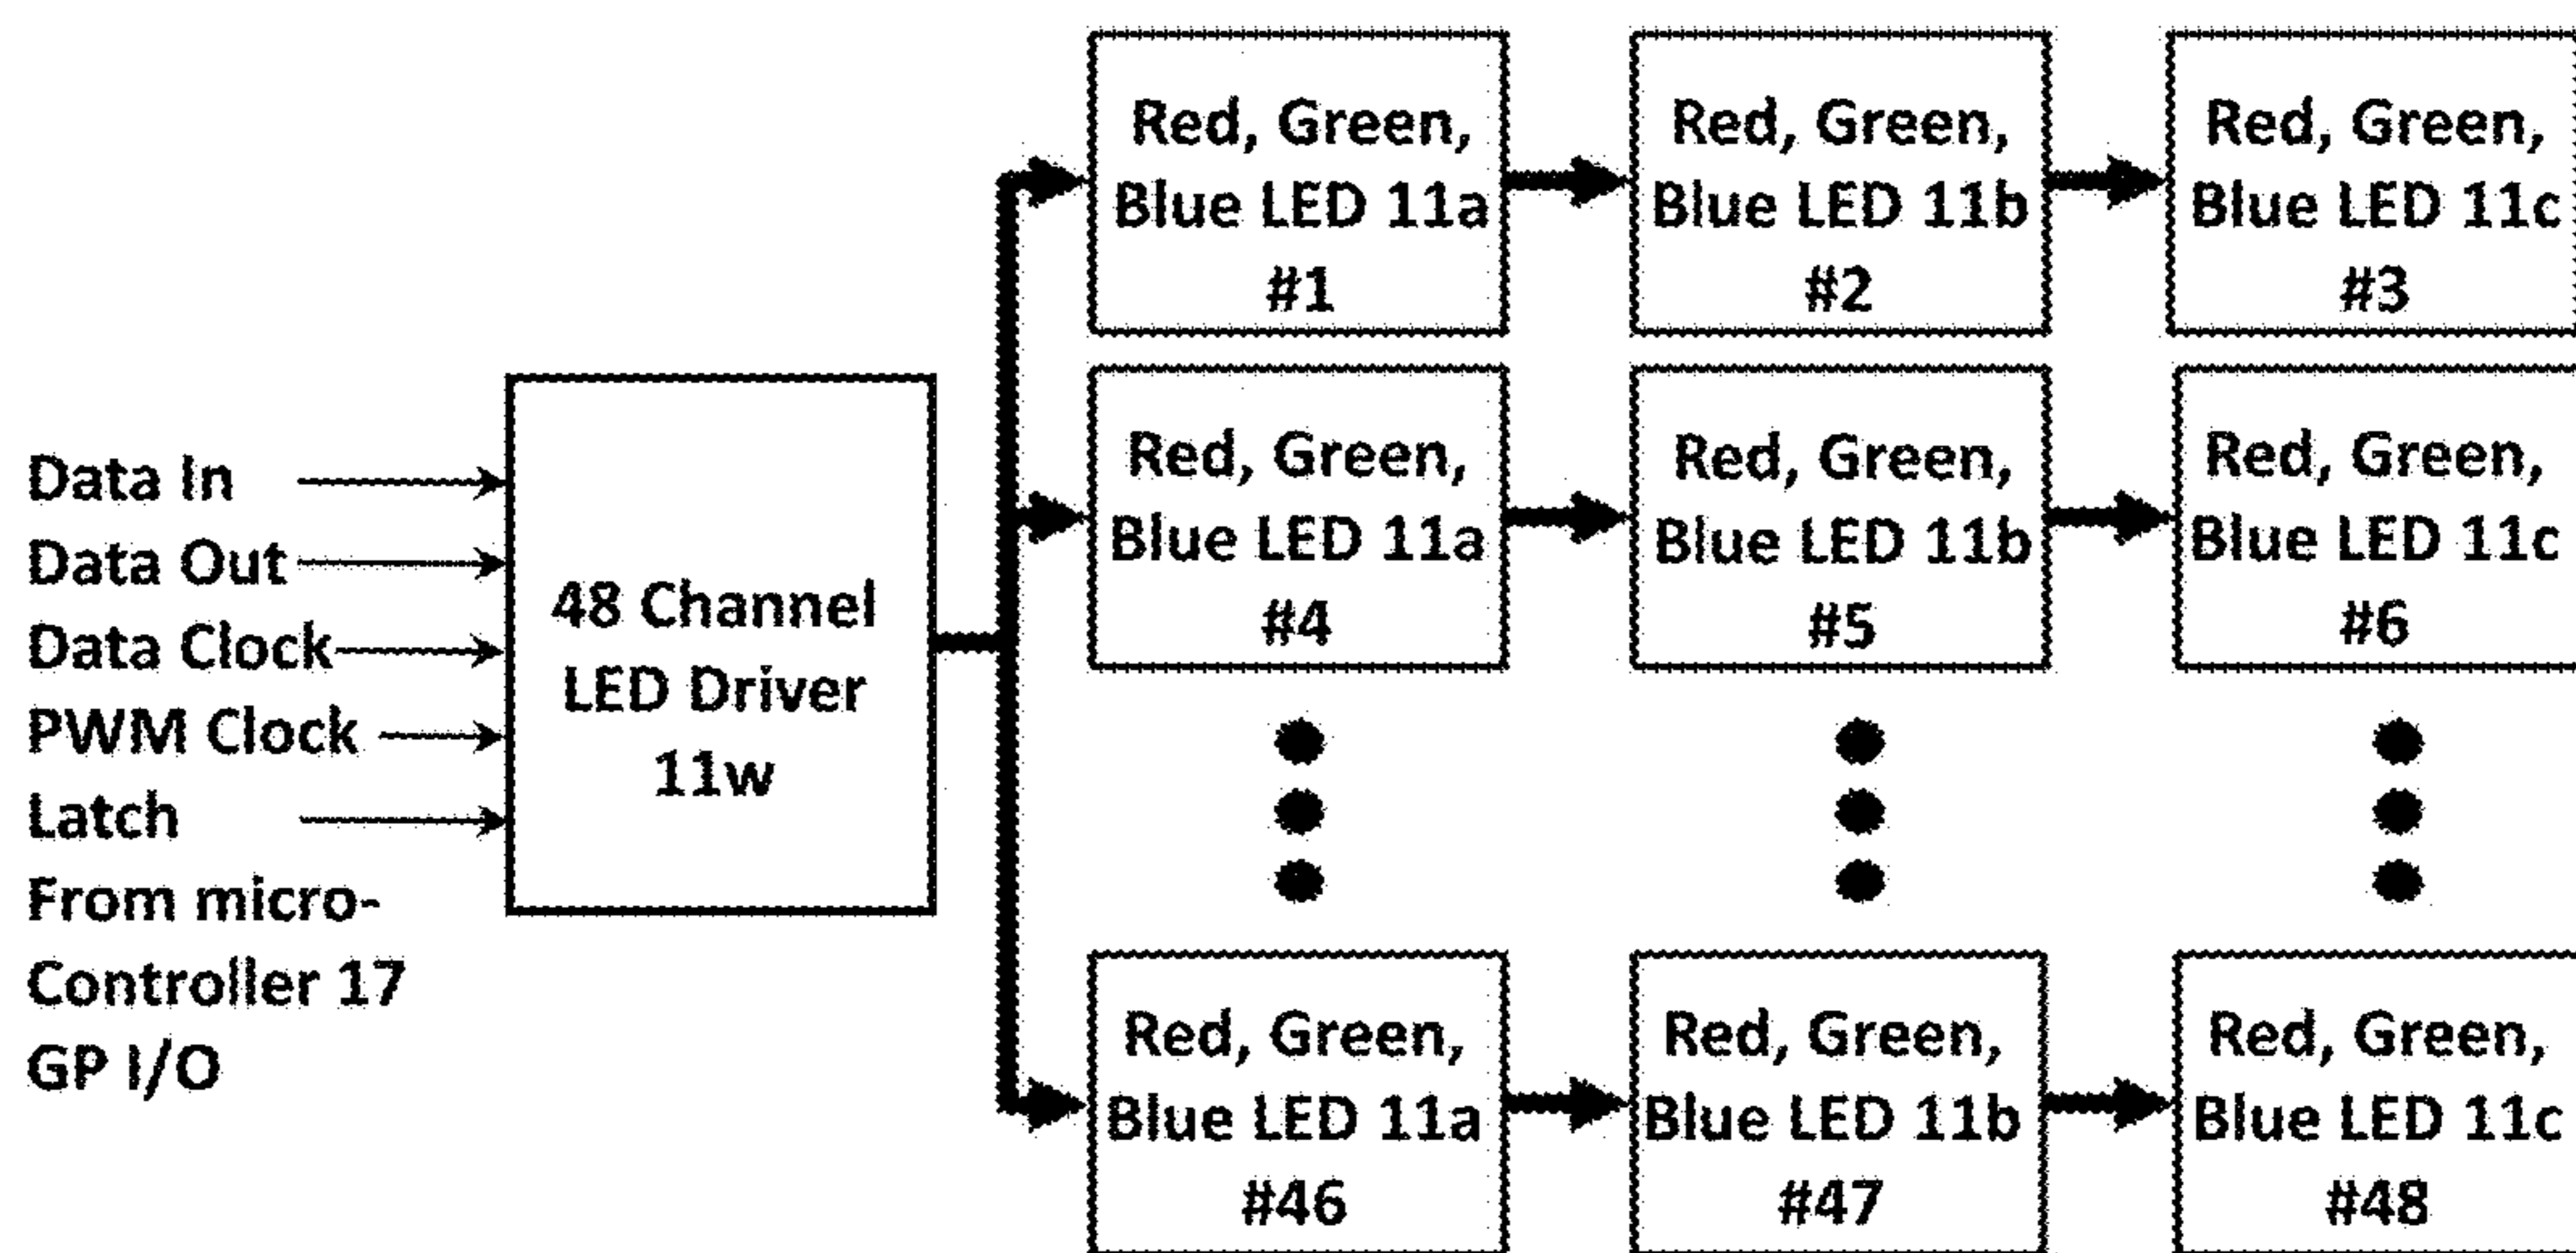 Data In
Data Out
Data Clock
PWM Clock
Latch
From micro-
Controller 17
GP I/O
48 Channel
LED Driver
11w
Red, Green,
Blue LED 11a
#1
Red, Green,
Blue LED 11b
#2
Red, Green,
Blue LED 11c
#3
Red, Green,
Blue LED 11a
#4
Red, Green,
Blue LED 11b
#5
Red, Green,
Blue LED 11c
#6
Red, Green,
Blue LED 11a
#46
Red, Green,
Blue LED 11b
#47
Red, Green,
Blue LED 11c
#48